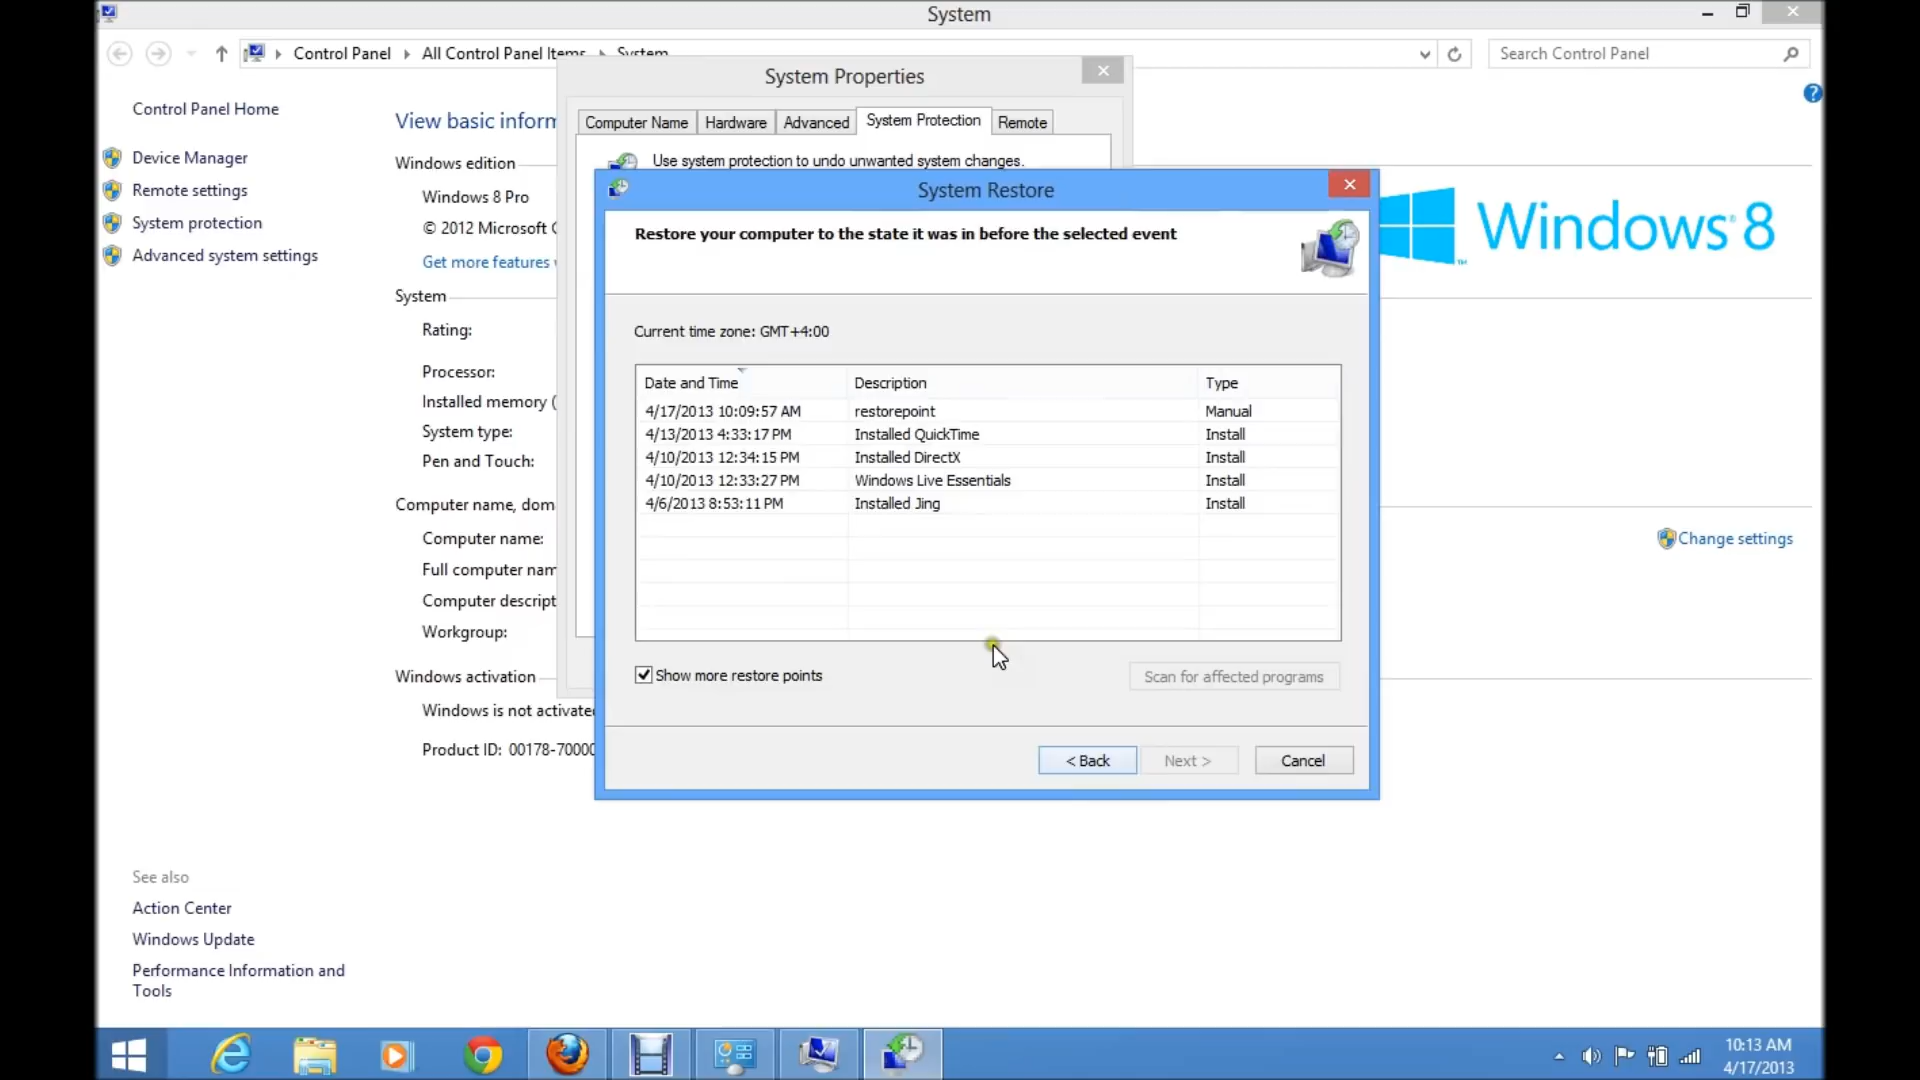 System
Control Panel
All Control Panel Items
System
Search Control Panel
System Properties
Control Panel Home
Device Manager
Remote settings
System protection
Advanced system settings
View basic inform
Windows edition
Windows 8 Pro
© 2012 Microsoft C
Get more features
System
Rating:
Processor:
Installed memory (
System type:
Pen and Touch:
Computer name, dom
Computer name:
Full computer nam
Computer descript
Workgroup:
Windows activation
Windows is not activated
Product ID: 00178-70000
Computer Name
Hardware
Advanced
System Protection
Remote
Use system protection to undo unwanted system changes.
System Restore
Restore your computer to the state it was in before the selected event
Current time zone: GMT+4:00
Date and Time Description Type
4/17/2013 10:09:57 AM restorepoint Manual
4/13/2013 4:33:17 PM Installed QuickTime Install
4/10/2013 12:34:15 PM Installed DirectX Install
4/10/2013 12:33:27 PM Windows Live Essentials Install
4/6/2013 8:53:11 PM Installed Jing Install
Show more restore points
Scan for affected programs
< Back
Next >
Cancel
Windows 8
Change settings
See also
Action Center
Windows Update
Performance Information and
Tools
10:13 AM
4/17/2013